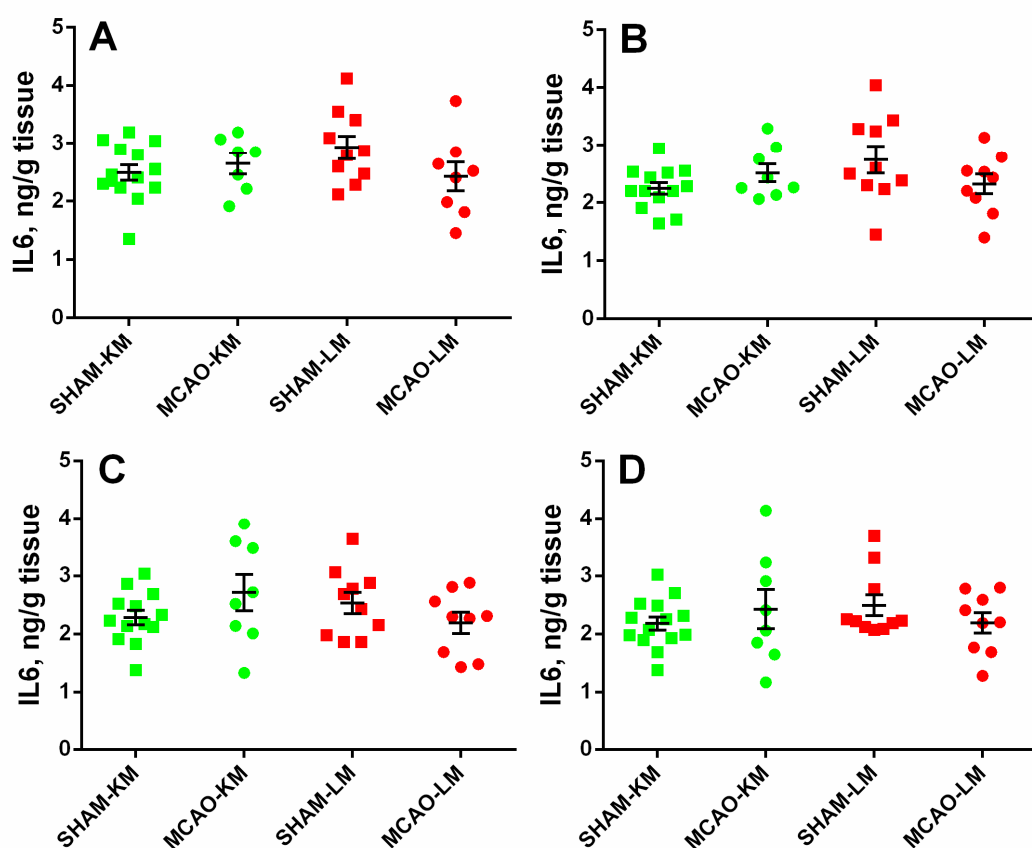 A
IL6, ng/g tissue
5
4
3
2
1
0
SHAM-KM
MCAO-KM
SHAM-LM
MCAO-LM
B
IL6, ng/g tissue
5
4
3
2
1
0
SHAM-KM
MCAO-KM
SHAM-LM
MCAO-LM
C
IL6, ng/g tissue
5
4
3
2
1
0
SHAM-KM
MCAO-KM
SHAM-LM
MCAO-LM
D
IL6, ng/g tissue
5
4
3
2
1
0
SHAM-KM
MCAO-KM
SHAM-LM
MCAO-LM